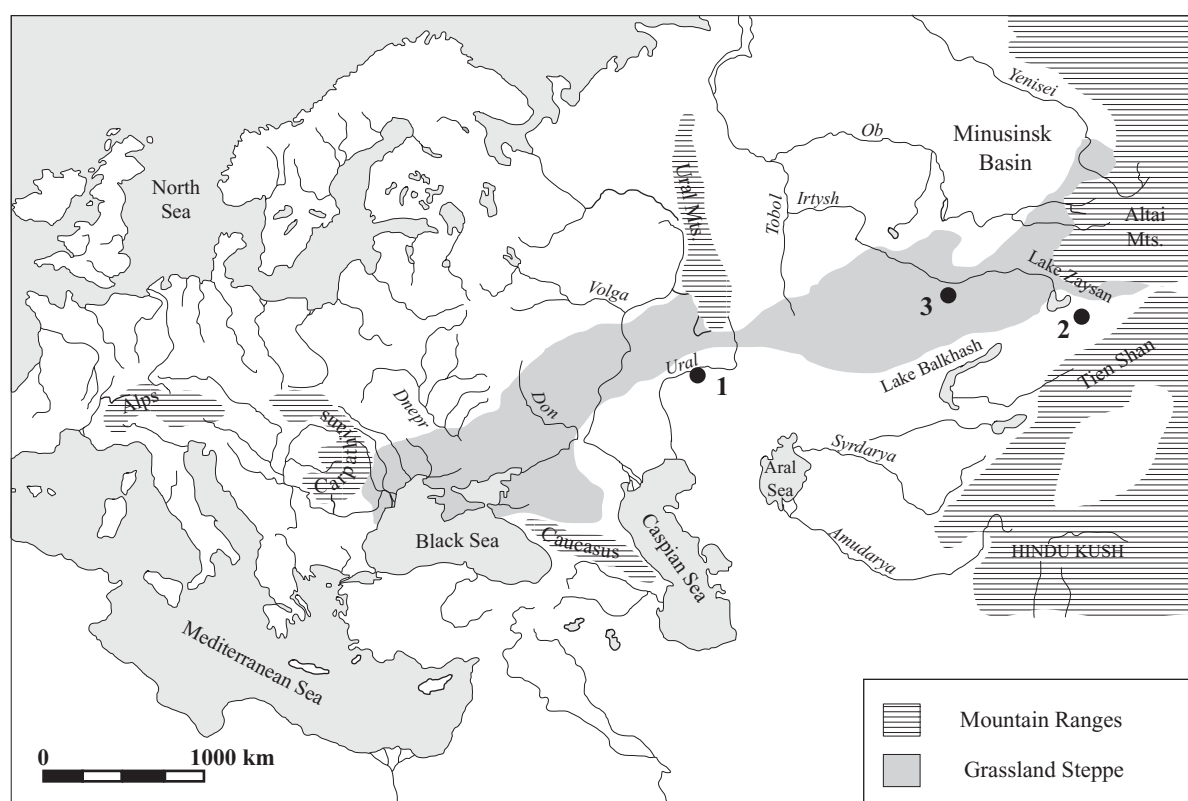 Yenisei
Ob
Minusinsk
Basin
North
Sea
Ural Mts.
Tobol
Irtysh
Altai
Mts.
Lake Zaysan
Volga
3
2
Ural
1
Lake Balkhash
Tien Shan
Alps
Carpathians
Dnepr
Don
Syrdarya
Aral
Sea
Black Sea
Caucasus
Caspian Sea
Amudarya
HINDU KUSH
Mediterranean Sea
Mountain Ranges
Grassland Steppe
0 1000 km